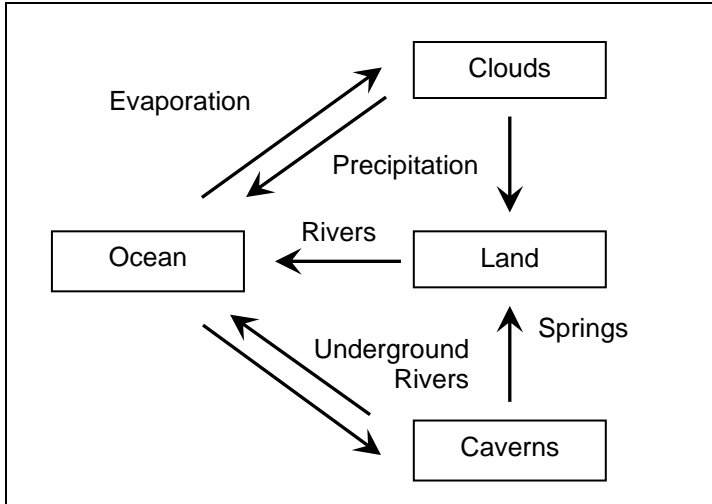 Clouds
Evaporation
Precipitation
Rivers
Ocean
Land
Springs
Underground
Rivers
Caverns